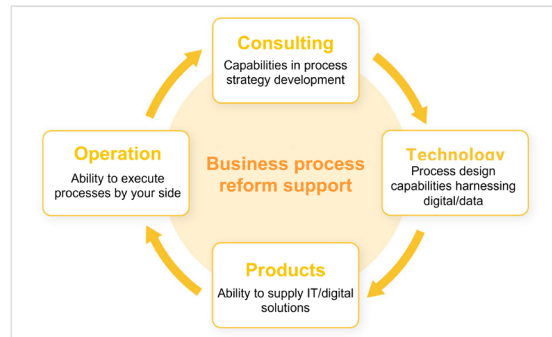 Consulting
Capabilities in process
strategy development
Operation
Ability to execute
processes by your side
Business process
reform support
Technology
Process design
capabilities harnessing
digital/data
Products
Ability to supply IT/digital
solutions